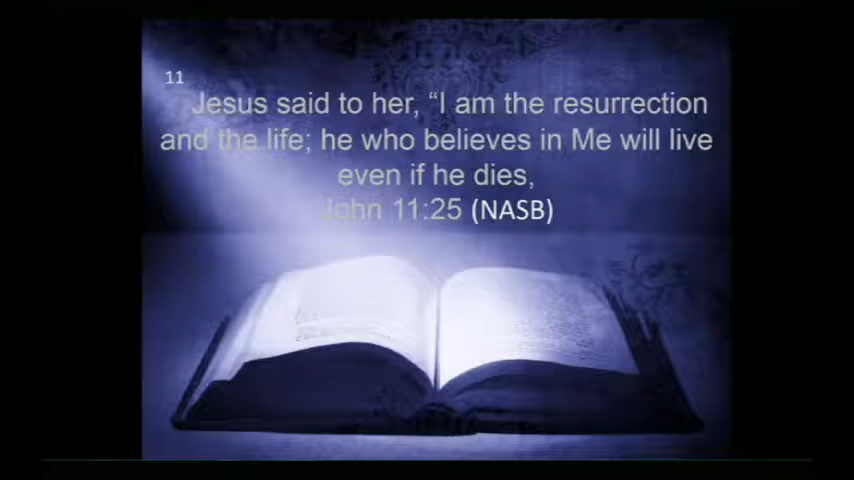 11
Jesus said to her, “I am the resurrection
and the life; he who believes in Me will live
even if he dies,
John 11:25 (NASB)